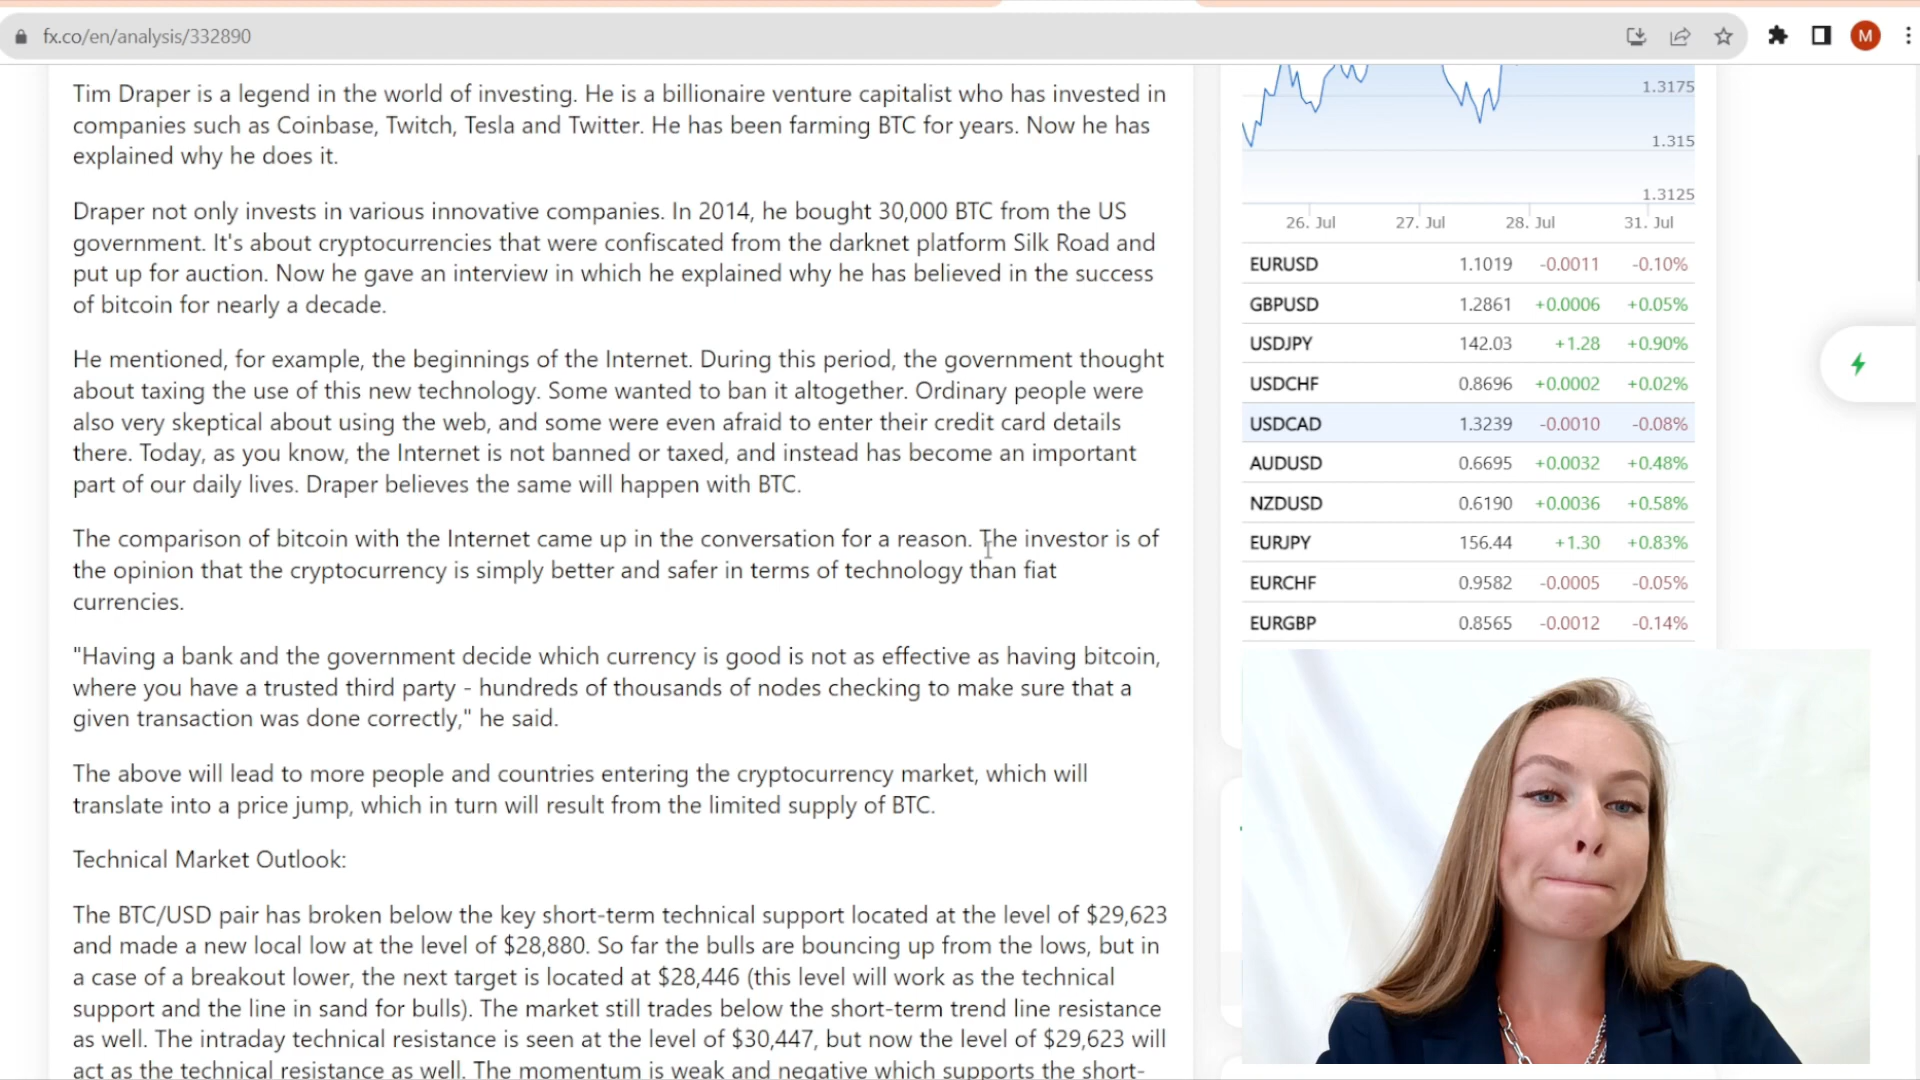 fx.co/en/analysis/332890
M
Tim Draper is a legend in the world of investing. He is a billionaire venture capitalist who has invested in
companies such as Coinbase, Twitch, Tesla and Twitter. He has been farming BTC for years. Now he has
explained why he does it.
Draper not only invests in various innovative companies. In 2014, he bought 30,000 BTC from the US
government. It's about cryptocurrencies that were confiscated from the darknet platform Silk Road and
put up for auction. Now he gave an interview in which he explained why he has believed in the success
of bitcoin for nearly a decade.
He mentioned, for example, the beginnings of the Internet. During this period, the government thought
about taxing the use of this new technology. Some wanted to ban it altogether. Ordinary people were
also very skeptical about using the web, and some were even afraid to enter their credit card details
there. Today, as you know, the Internet is not banned or taxed, and instead has become an important
part of our daily lives. Draper believes the same will happen with BTC.
The comparison of bitcoin with the Internet came up in the conversation for a reason. The investor is of
the opinion that the cryptocurrency is simply better and safer in terms of technology than fiat
currencies.
"Having a bank and the government decide which currency is good is not as effective as having bitcoin,
where you have a trusted third party - hundreds of thousands of nodes checking to make sure that a
given transaction was done correctly," he said.
The above will lead to more people and countries entering the cryptocurrency market, which will
translate into a price jump, which in turn will result from the limited supply of BTC.
Technical Market Outlook:
The BTC/USD pair has broken below the key short-term technical support located at the level of $29,623
and made a new local low at the level of $28,880. So far the bulls are bouncing up from the lows, but in
a case of a breakout lower, the next target is located at $28,446 (this level will work as the technical
support and the line in sand for bulls). The market still trades below the short-term trend line resistance
as well. The intraday technical resistance is seen at the level of $30,447, but now the level of $29,623 will
act as the technical resistance as well. The momentum is weak and negative which supports the short-
1.3175
1.315
1.3125
26. Jul 27. Jul 28. Jul 31. Jul
EURUSD 1.1019 -0.0011 -0.10%
GBPUSD 1.2861 +0.0006 +0.05%
USDJPY 142.03 +1.28 +0.90%
USDCHF 0.8696 +0.0002 +0.02%
USDCAD 1.3239 -0.0010 -0.08%
AUDUSD 0.6695 +0.0032 +0.48%
NZDUSD 0.6190 +0.0036 +0.58%
EURJPY 156.44 +1.30 +0.83%
EURCHF 0.9582 -0.0005 -0.05%
EURGBP 0.8565 -0.0012 -0.14%